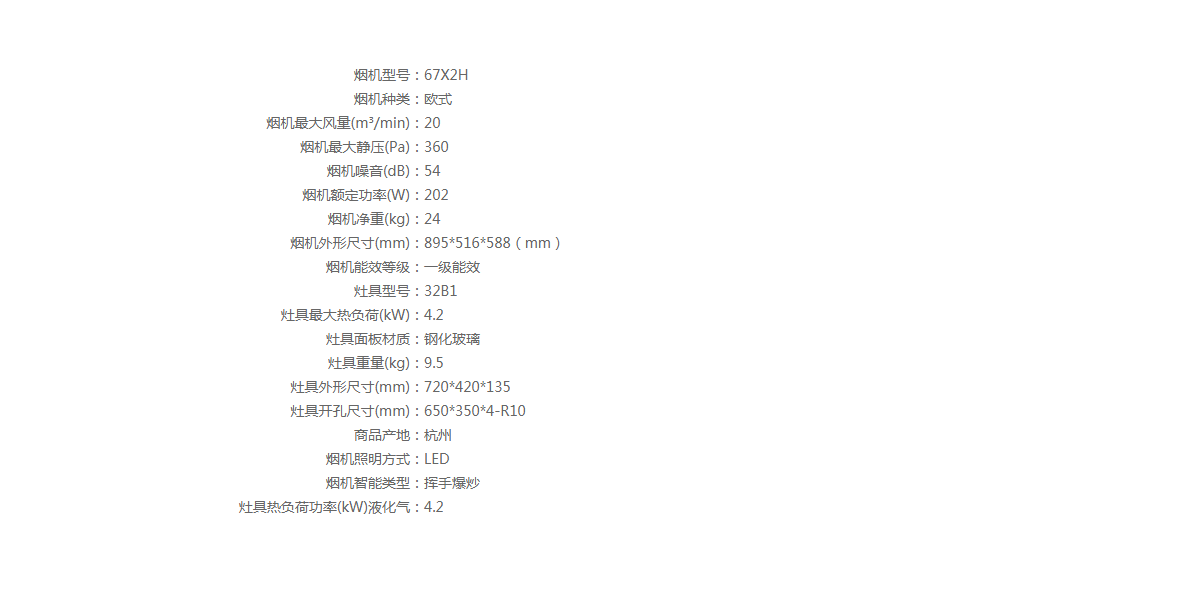 烟机型号：67X2H
烟机种类：欧式
烟机最大风量(m³/min)：20
烟机最大静压(Pa)：360
烟机噪音(dB)：54
烟机额定功率(W)：202
烟机净重(kg)：24
烟机外形尺寸(mm)：895*516*588（mm）
烟机能效等级：一级能效
灶具型号：32B1
灶具最大热负荷(kW)：4.2
灶具面板材质：钢化玻璃
灶具重量(kg)：9.5
灶具外形尺寸(mm)：720*420*135
灶具开孔尺寸(mm)：650*350*4-R10
商品产地：杭州
烟机照明方式：LED
烟机智能类型：挥手爆炒
灶具热负荷功率(kW)液化气：4.2